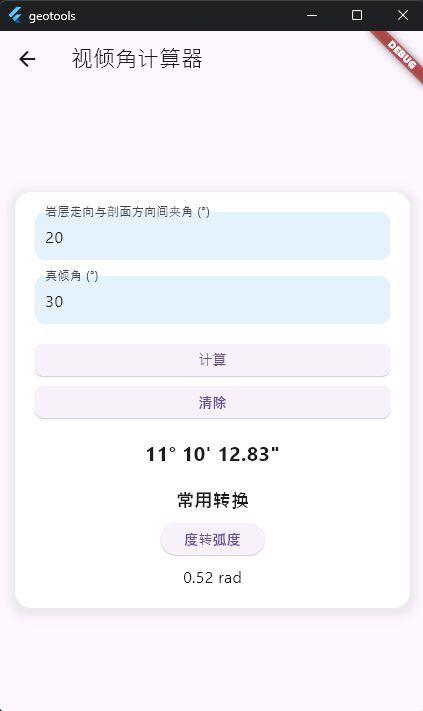 geotools
视倾角计算器
DEBUG
岩层走向与剖面方向间夹角 (°)
20
真倾角 (°)
30
计算
清除
11° 10' 12.83"
常用转换
度转弧度
0.52 rad